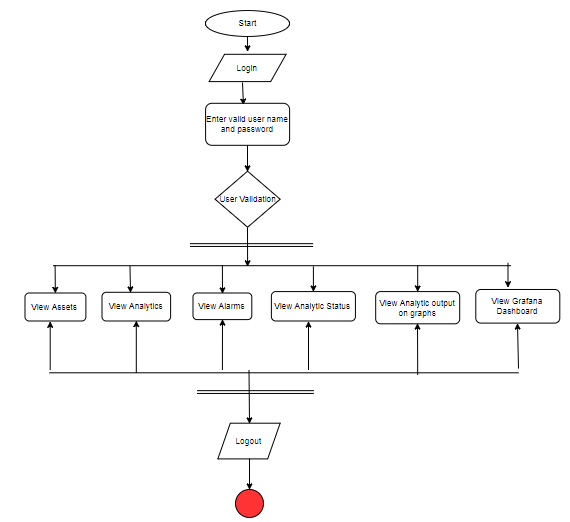 Start
Login
Enter valid user name
and password
User Validation
View Assets
View Analytics
View Alarms
View Analytic Status
View Analytic output
on graphs
View Grafana
Dashboard
Logout